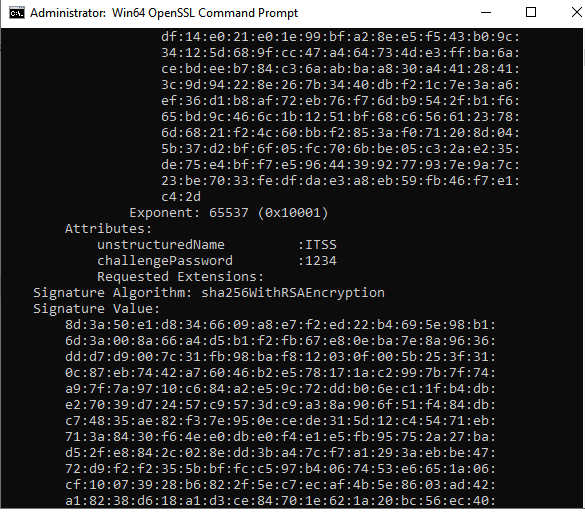 Administrator: Win64 OpenSSL Command Prompt
df:14:e0:21:e0:1e:99:bf:a2:8e:e5:f5:43:b0:9c:
34:12:5d:68:9f:cc:47:a4:64:73:4d:e3:ff:ba:6a:
ce:bd:ee:b7:84:c3:6a:ab:ba:a8:30:a4:41:28:41:
3c:9d:94:22:8e:26:7b:34:40:db:f2:1c:7e:3a:a6:
ef:36:d1:b8:af:72:eb:76:f7:6d:b9:54:2f:b1:f6:
65:bd:9c:46:6c:1b:12:51:bf:68:c6:56:61:23:78:
6d:68:21:f2:4c:60:bb:f2:85:3a:f0:71:20:8d:04:
5b:37:d2:bf:6f:05:fc:70:6b:be:05:c3:2a:e2:35:
de:75:e4:bf:f7:e5:96:44:39:92:77:93:7e:9a:7c:
23:be:70:33:fe:df:da:e3:a8:eb:59:fb:46:f7:e1:
c4:2d
Exponent: 65537 (0x10001)
Attributes:
unstructuredName :ITSS
challengePassword :1234
Requested Extensions:
Signature Algorithm: sha256WithRSAEncryption
Signature Value:
8d:3a:50:e1:d8:34:66:09:a8:e7:f2:ed:22:b4:69:5e:98:b1:
6d:3a:00:8a:66:a4:d5:b1:f2:fb:67:e8:0e:ba:7e:8a:96:36:
dd:d7:d9:00:7c:31:fb:98:ba:f8:12:03:0f:00:5b:25:3f:31:
0c:87:eb:74:42:a7:60:46:b2:e5:78:17:1a:c2:99:7b:7f:74:
a9:7f:7a:97:10:c6:84:a2:e5:9c:72:dd:b0:6e:c1:1f:b4:db:
e2:70:39:d7:24:57:c9:57:3d:c9:a3:8a:90:6f:51:f4:84:db:
c7:48:35:ae:82:f3:7e:95:0e:ce:de:31:5d:12:c4:54:71:eb:
71:3a:84:30:f6:4e:e0:db:e0:f4:e1:e5:fb:95:75:2a:27:ba:
d5:2f:e8:84:2c:02:8e:dd:3b:a4:7c:f7:a1:29:3a:eb:be:47:
72:d9:f2:f2:35:5b:bf:fc:c5:97:b4:06:74:53:e6:65:1a:06:
cf:10:07:39:28:b6:82:2f:5e:c7:ec:af:4b:5e:86:03:ad:42:
a1:82:38:d6:18:a1:d3:ce:84:70:1e:62:1a:20:bc:56:ec:40: